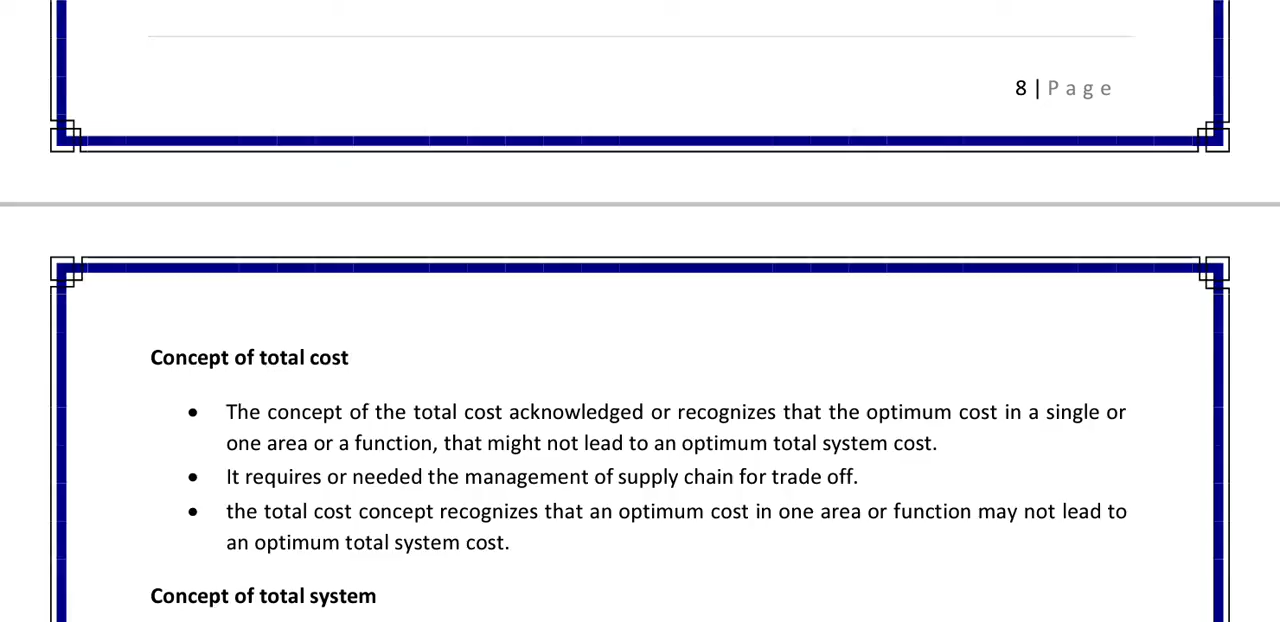 8 | P a g e
Concept of total cost
• The concept of the total cost acknowledged or recognizes that the optimum cost in a single or
one area or a function, that might not lead to an optimum total system cost.
• It requires or needed the management of supply chain for trade off.
• the total cost concept recognizes that an optimum cost in one area or function may not lead to
an optimum total system cost.
Concept of total system